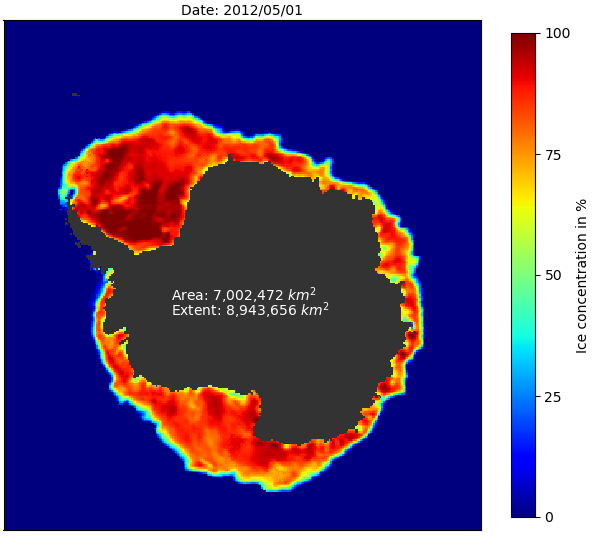 Date: 2012/05/01
100
75
50
25
0
Ice concentration in %
Area: 7,002,472 km²
Extent: 8,943,656 km²